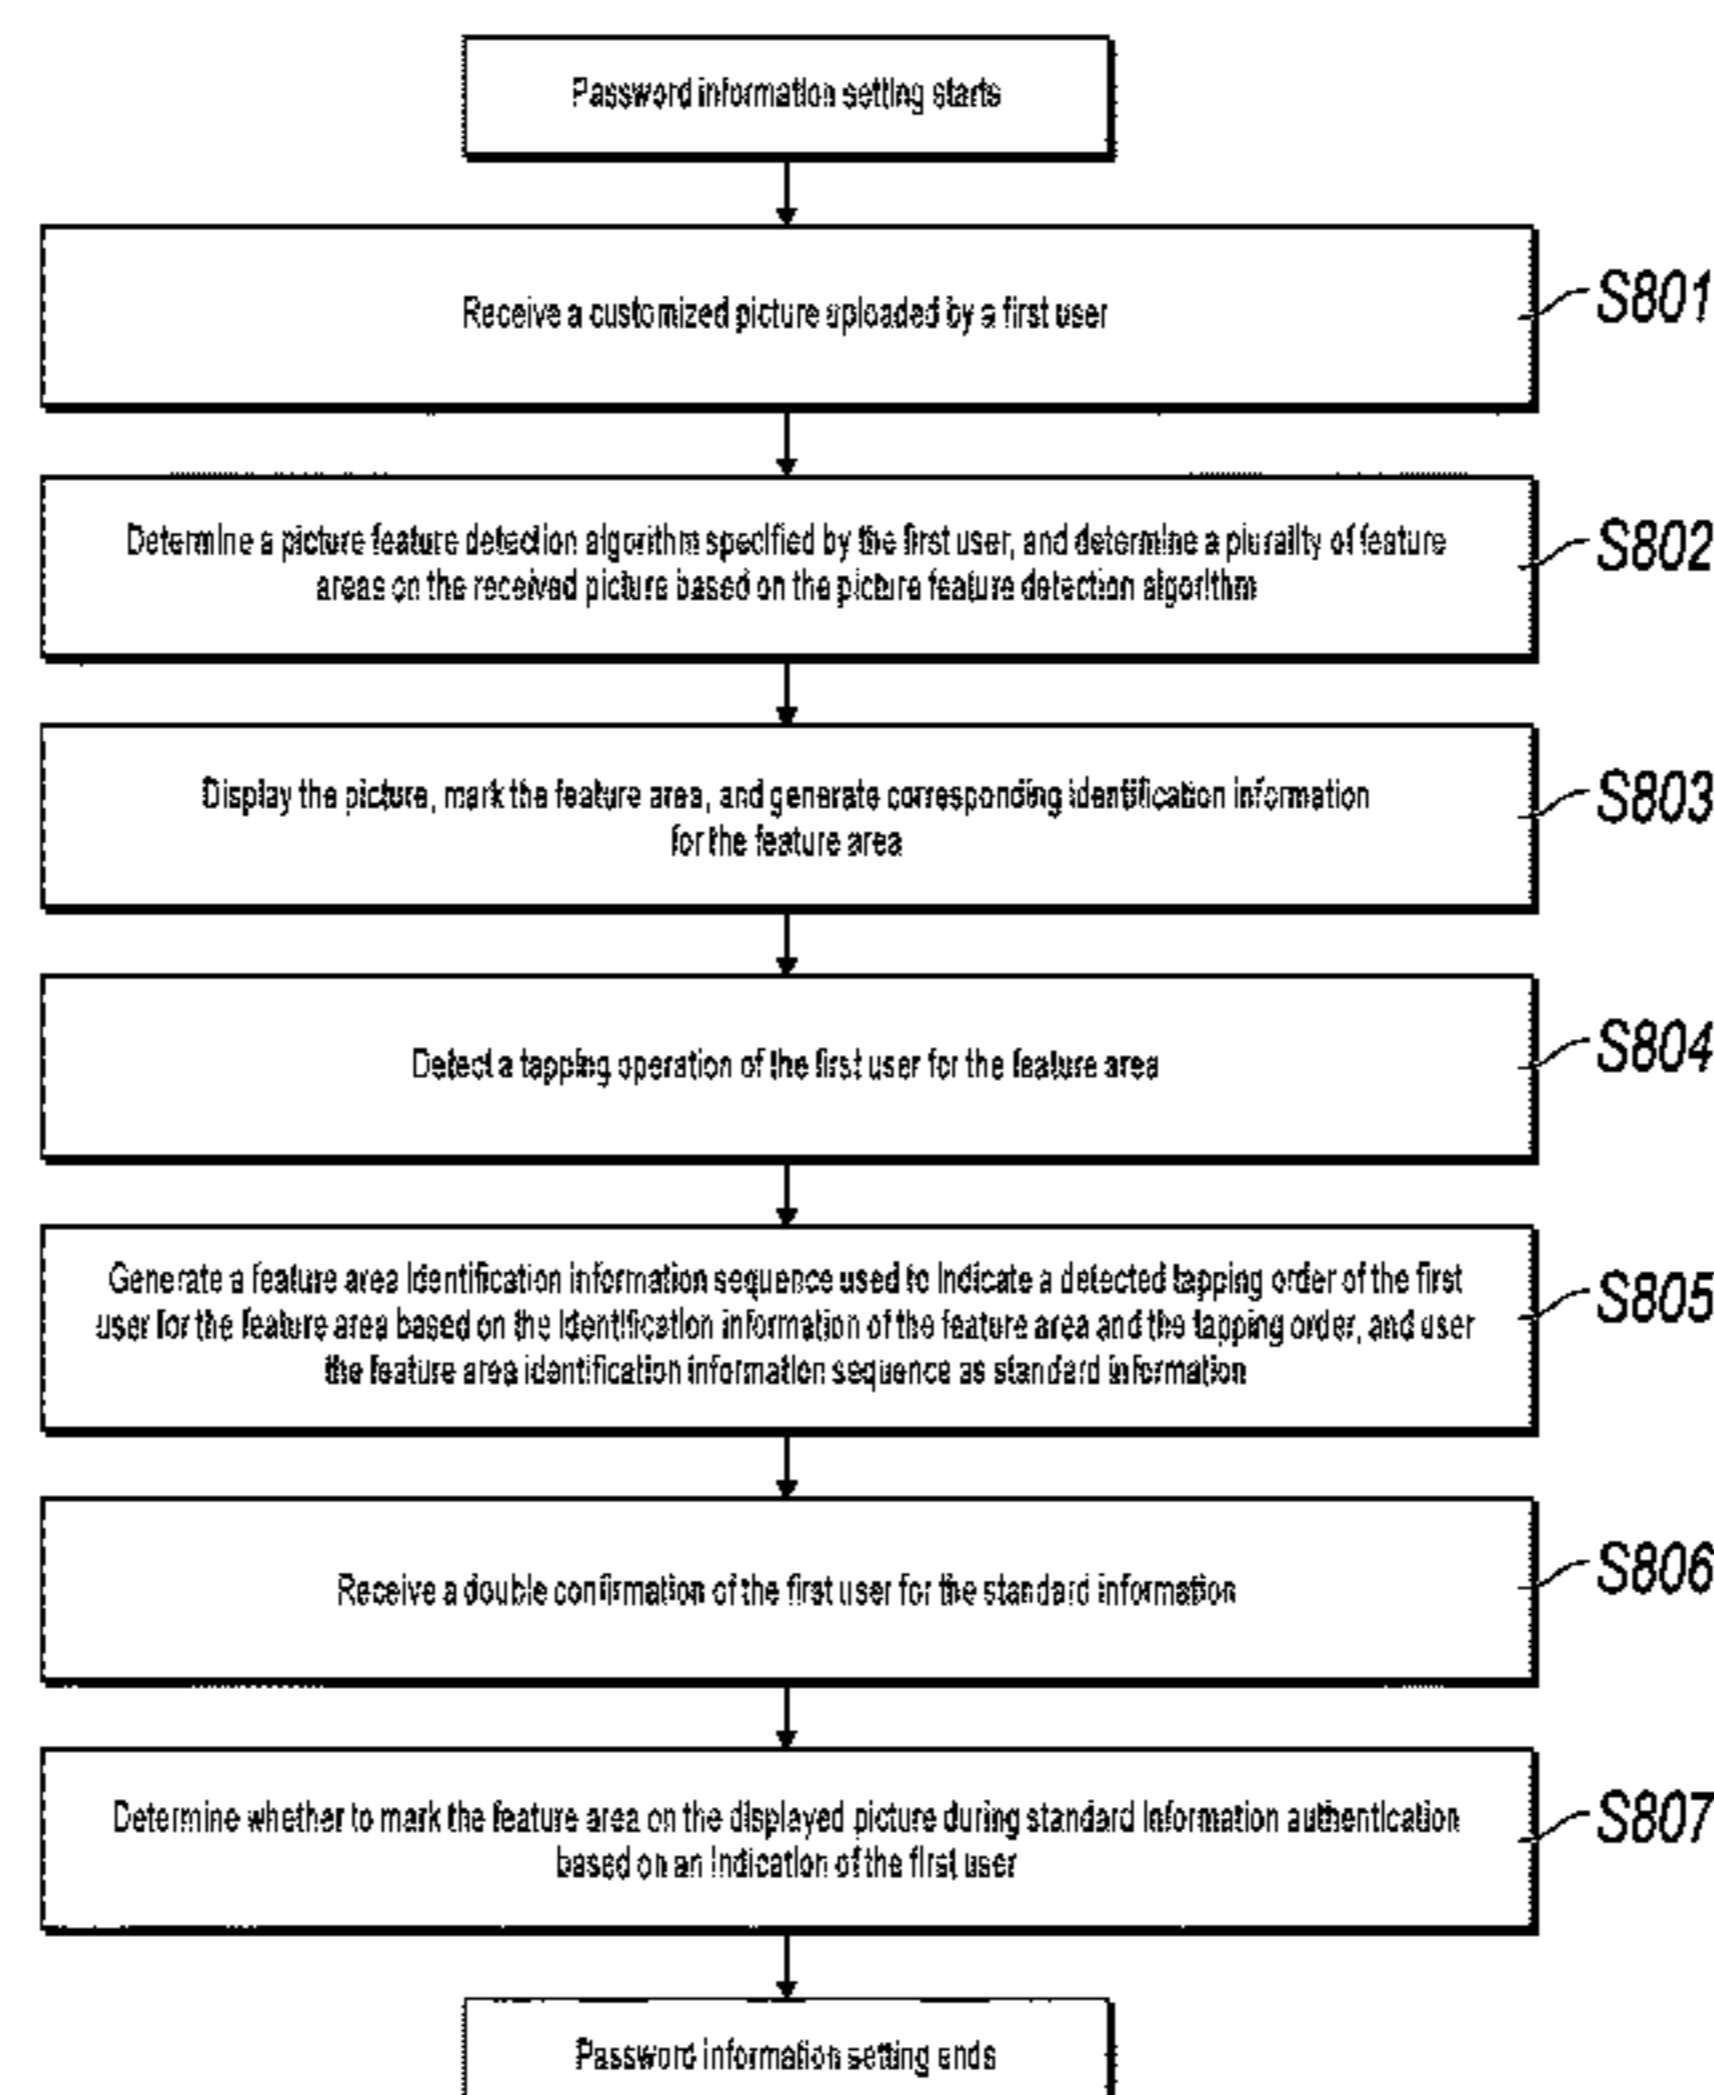 Password information setting starts
Receive a customized picture uploaded by a first user
S801
Determine a picture feature detection algorithm specified by the first user, and determine a plurality of feature
areas on the received picture based on the picture feature detection algorithm
S802
Display the picture, mark the feature area, and generate corresponding identification information
for the feature area
S803
Detect a tapping operation of the first user for the feature area
S804
Generate a feature area identification information sequence used to indicate a detected tapping order of the first
user for the feature area based on the identification information of the feature area and the tapping order, and user
the feature area identification information sequence as standard information
S805
Receive a double confirmation of the first user for the standard information
S806
Determine whether to mark the feature area on the displayed picture during standard information authentication
based on an indication of the first user
S807
Password information setting ends